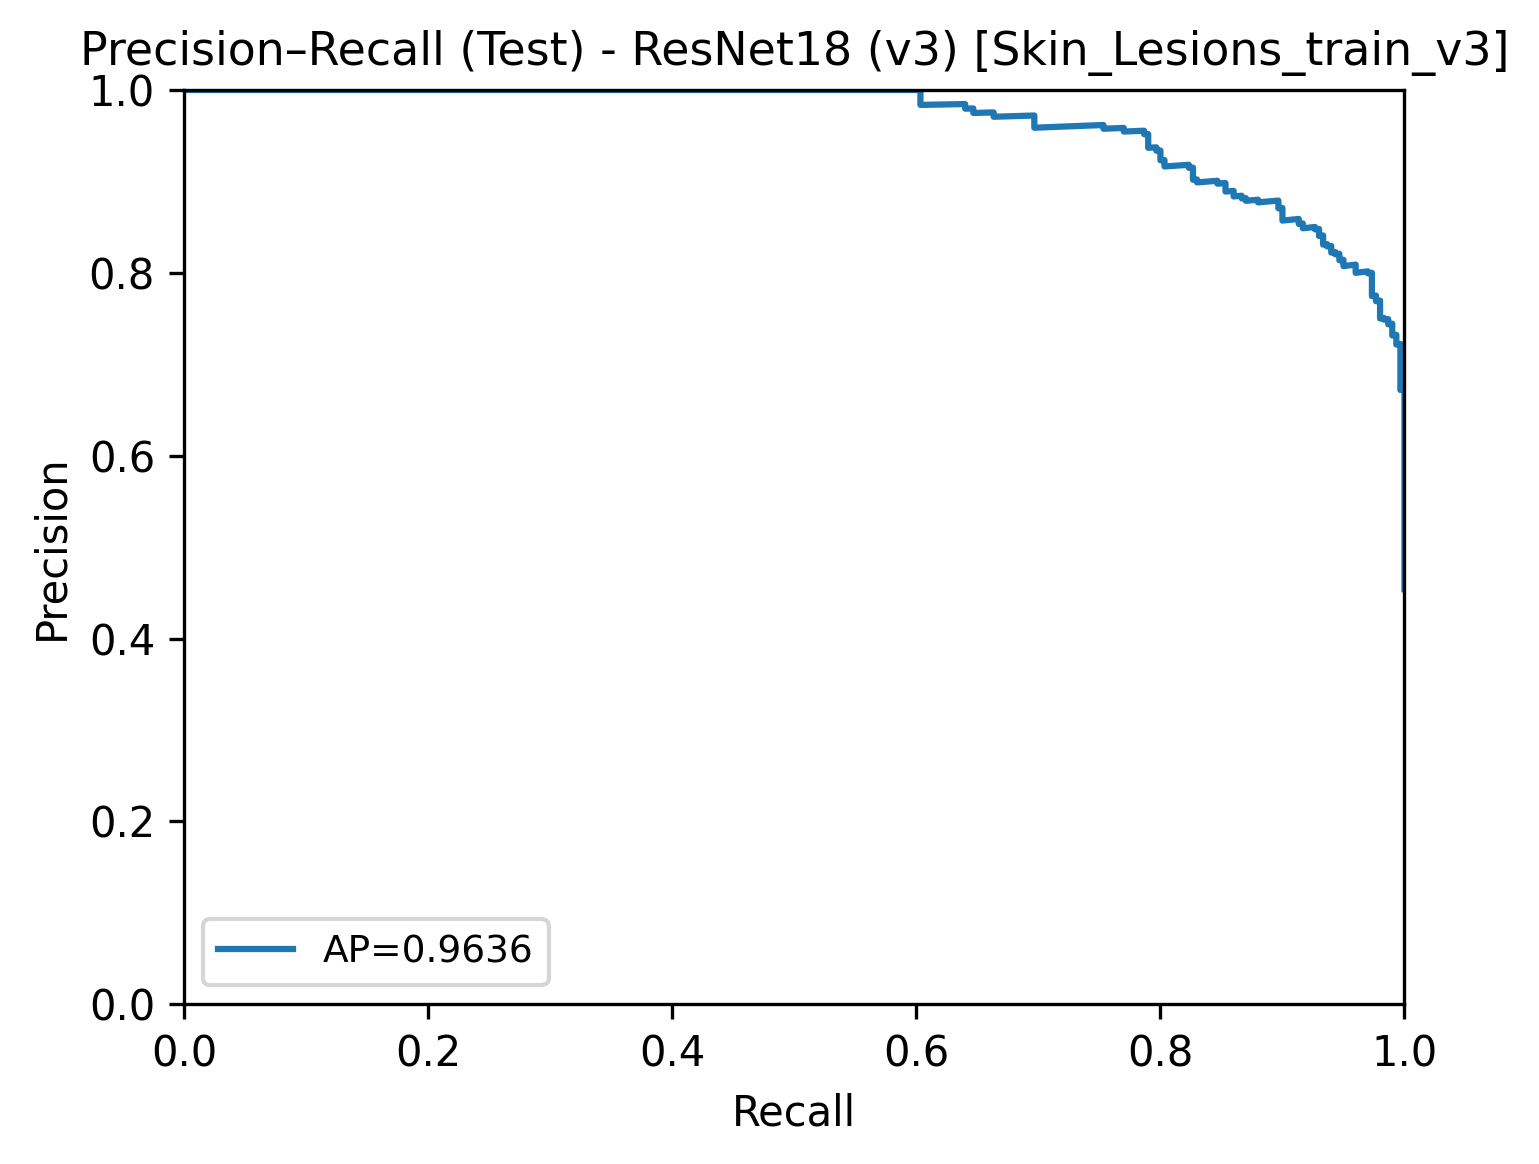 Precision–Recall (Test) - ResNet18 (v3) [Skin_Lesions_train_v3]
1.0
0.8
0.6
0.4
0.2
0.0
Precision
AP=0.9636
0.0 0.2 0.4 0.6 0.8 1.0
Recall